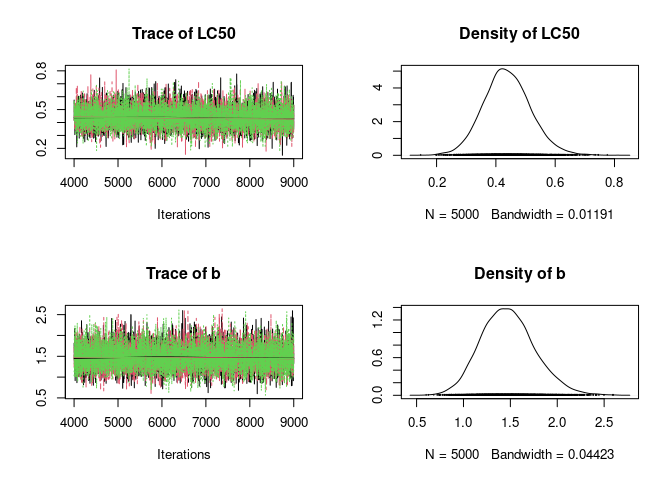 Trace of LC50
0.8
0.5
0.2
4000 5000 6000 7000 8000 9000
Iterations
Density of LC50
4
2
0
0.2 0.4 0.6 0.8
N = 5000 Bandwidth = 0.01191
Trace of b
2.5
1.5
0.5
4000 5000 6000 7000 8000 9000
Iterations
Density of b
1.2
0.6
0.0
0.5 1.0 1.5 2.0 2.5
N = 5000 Bandwidth = 0.04423